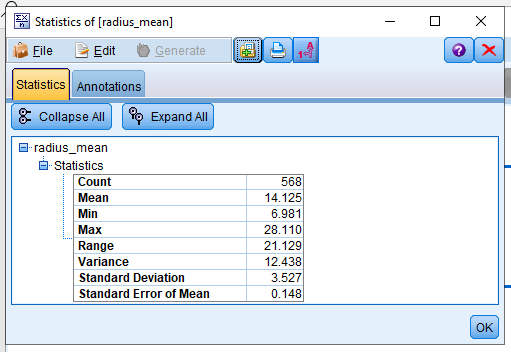 Statistics of [radius_mean]
File Edit Generate
Statistics Annotations
Collapse All Expand All
radius_mean
Statistics
Count 568
Mean 14.125
Min 6.981
Max 28.110
Range 21.129
Variance 12.438
Standard Deviation 3.527
Standard Error of Mean 0.148
OK